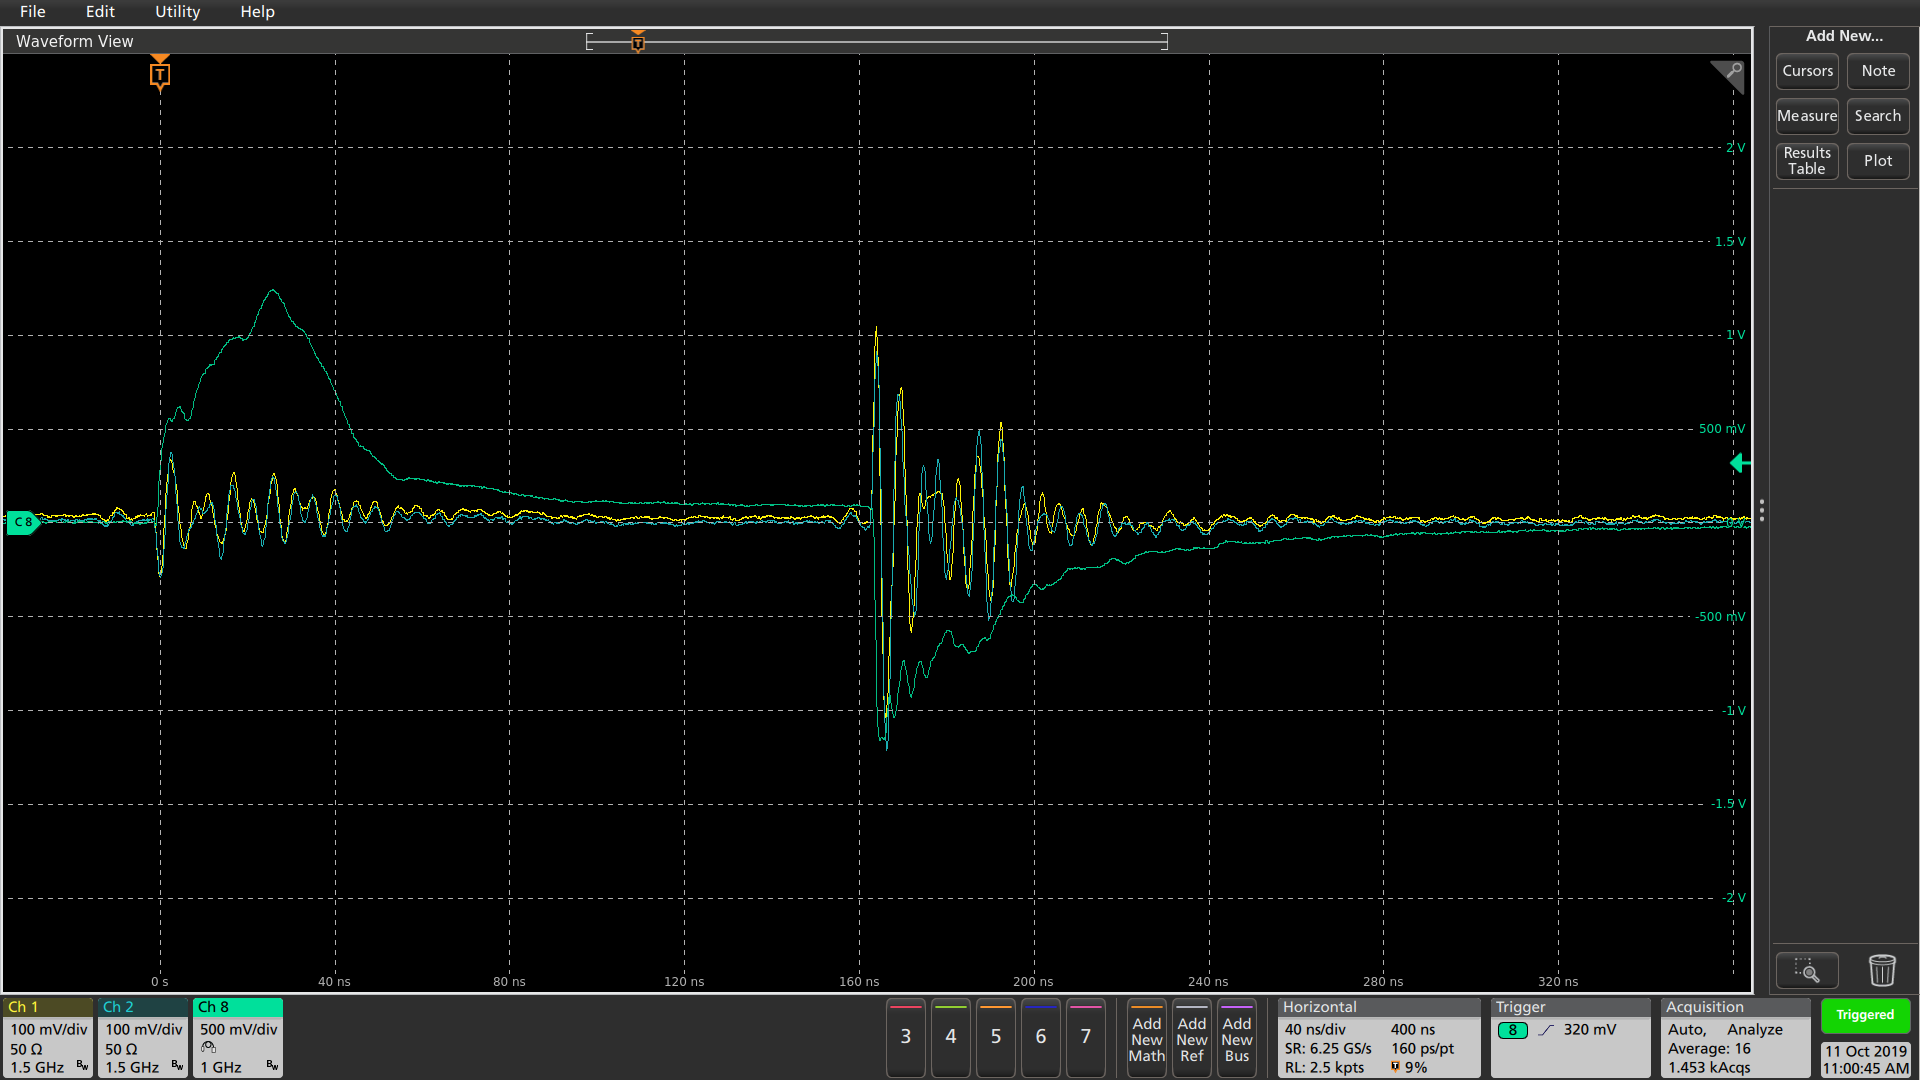 File Edit Utility Help
Waveform View
T
T
Add New...
Cursors Note
Measure Search
Results Table Plot
2 V
1.5 V
1 V
500 mV
C 8
0 V
-500 mV
-1 V
-1.5 V
-2 V
0 s 40 ns 80 ns 120 ns 160 ns 200 ns 240 ns 280 ns 320 ns
Ch 1
100 mV/div
50 Ω
1.5 GHz Bw
Ch 2
100 mV/div
50 Ω
1.5 GHz Bw
Ch 8
500 mV/div
1 GHz Bw
3 4 5 6 7
Add New Math
Add New Ref
Add New Bus
Horizontal
40 ns/div 400 ns
SR: 6.25 GS/s 160 ps/pt
RL: 2.5 kpts T 9%
Trigger
8 320 mV
Acquisition
Auto, Analyze
Average: 16
1.453 kAcqs
Triggered
11 Oct 2019
11:00:45 AM